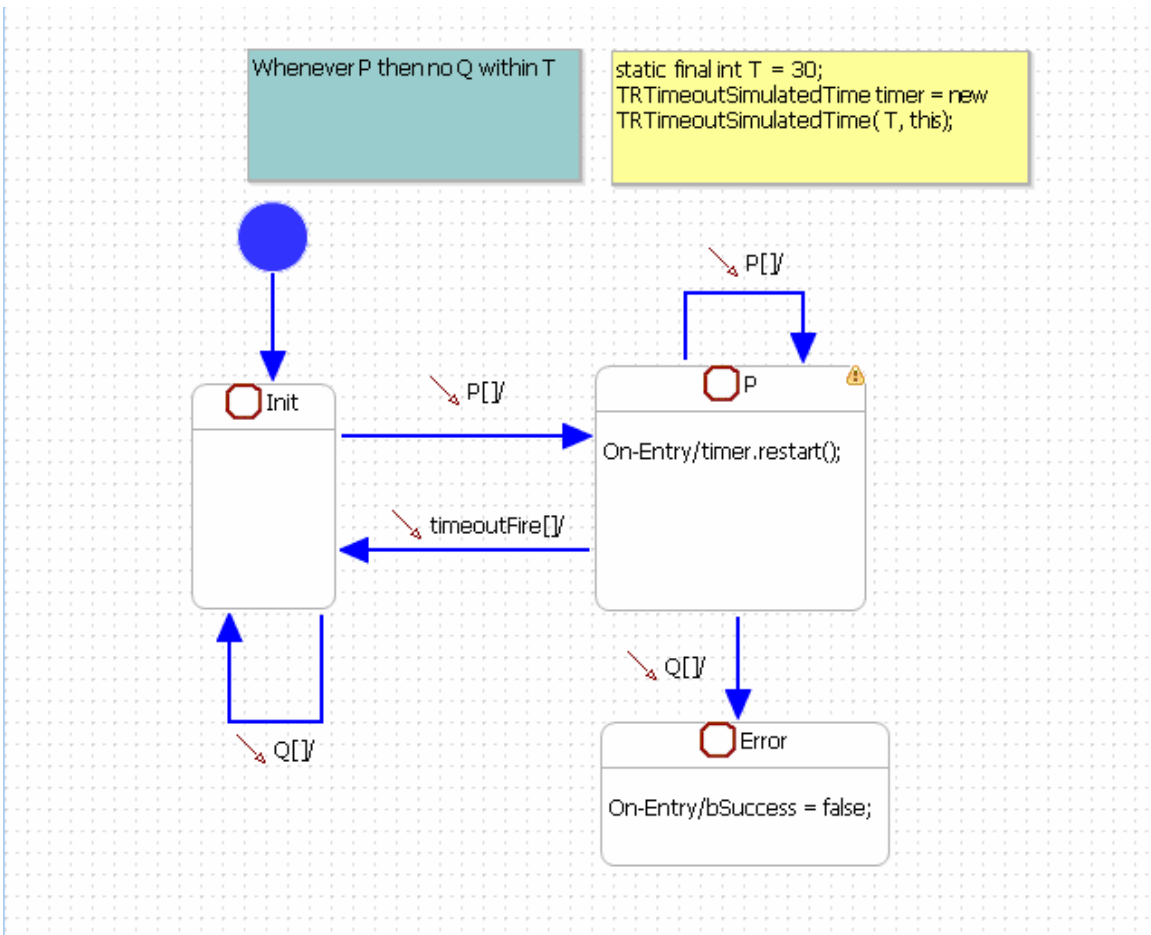 Whenever P then no Q within T
static final int T = 30;
TRTimeoutSimulatedTime timer = new
TRTimeoutSimulatedTime( T, this);
P[]/
P
Init
P[]/
On-Entry/timer.restart();
timeoutFire[]/
Q[]/
Error
Q[]/
On-Entry/bSuccess = false;